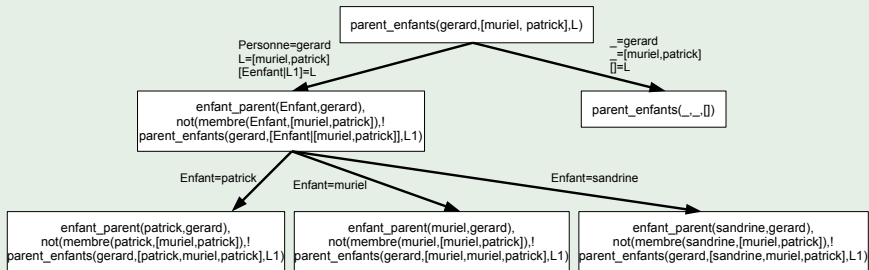 parent_enfants(gerard,[muriel, patrick],L)
Personne=gerard
L=[muriel,patrick]
[Eenfant|L1]=L
_=gerard
_=[muriel,patrick]
[]=L
enfant_parent(Enfant,gerard),
not(membre(Enfant,[muriel,patrick]),!
parent_enfants(gerard,[Enfant|[muriel,patrick]],L1)
parent_enfants(_,_,[])
Enfant=patrick
Enfant=muriel
Enfant=sandrine
enfant_parent(patrick,gerard),
not(membre(patrick,[muriel,patrick]),!
parent_enfants(gerard,[patrick,muriel,patrick],L1)
enfant_parent(muriel,gerard),
not(membre(muriel,[muriel,patrick]),!
parent_enfants(gerard,[muriel,muriel,patrick],L1)
enfant_parent(sandrine,gerard),
not(membre(sandrine,[muriel,patrick]),!
parent_enfants(gerard,[sandrine,muriel,patrick],L1)